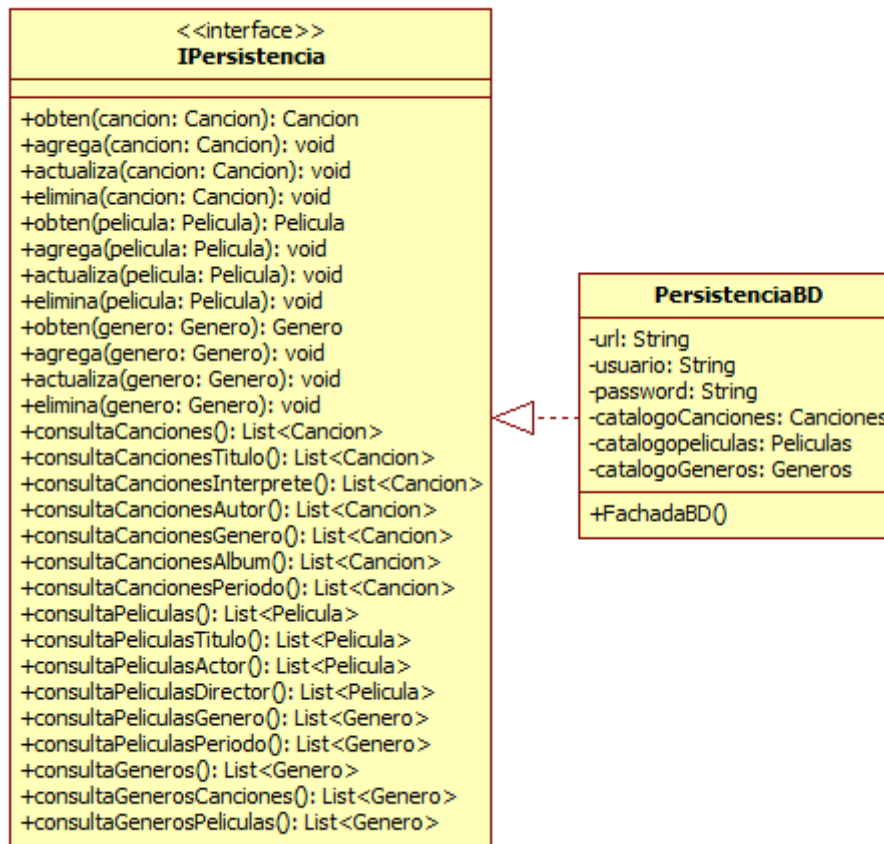 <<interface>>
IPersistencia
+obten(cancion: Cancion): Cancion
+agrega(cancion: Cancion): void
+actualiza(cancion: Cancion): void
+elimina(cancion: Cancion): void
+obten(pelicula: Pelicula): Pelicula
+agrega(pelicula: Pelicula): void
+actualiza(pelicula: Pelicula): void
+elimina(pelicula: Pelicula): void
+obten(genero: Genero): Genero
+agrega(genero: Genero): void
+actualiza(genero: Genero): void
+elimina(genero: Genero): void
+consultaCanciones(): List<Cancion>
+consultaCancionesTitulo(): List<Cancion>
+consultaCancionesInterprete(): List<Cancion>
+consultaCancionesAutor(): List<Cancion>
+consultaCancionesGenero(): List<Cancion>
+consultaCancionesAlbum(): List<Cancion>
+consultaCancionesPeriodo(): List<Cancion>
+consultaPeliculas(): List<Pelicula>
+consultaPeliculasTitulo(): List<Pelicula>
+consultaPeliculasActor(): List<Pelicula>
+consultaPeliculasDirector(): List<Pelicula>
+consultaPeliculasGenero(): List<Genero>
+consultaPeliculasPeriodo(): List<Genero>
+consultaGeneros(): List<Genero>
+consultaGenerosCanciones(): List<Genero>
+consultaGenerosPeliculas(): List<Genero>
PersistenciaBD
-url: String
-usuario: String
-password: String
-catalogoCanciones: Canciones
-catalogopeliculas: Peliculas
-catalogoGeneros: Generos
+FachadaBD()